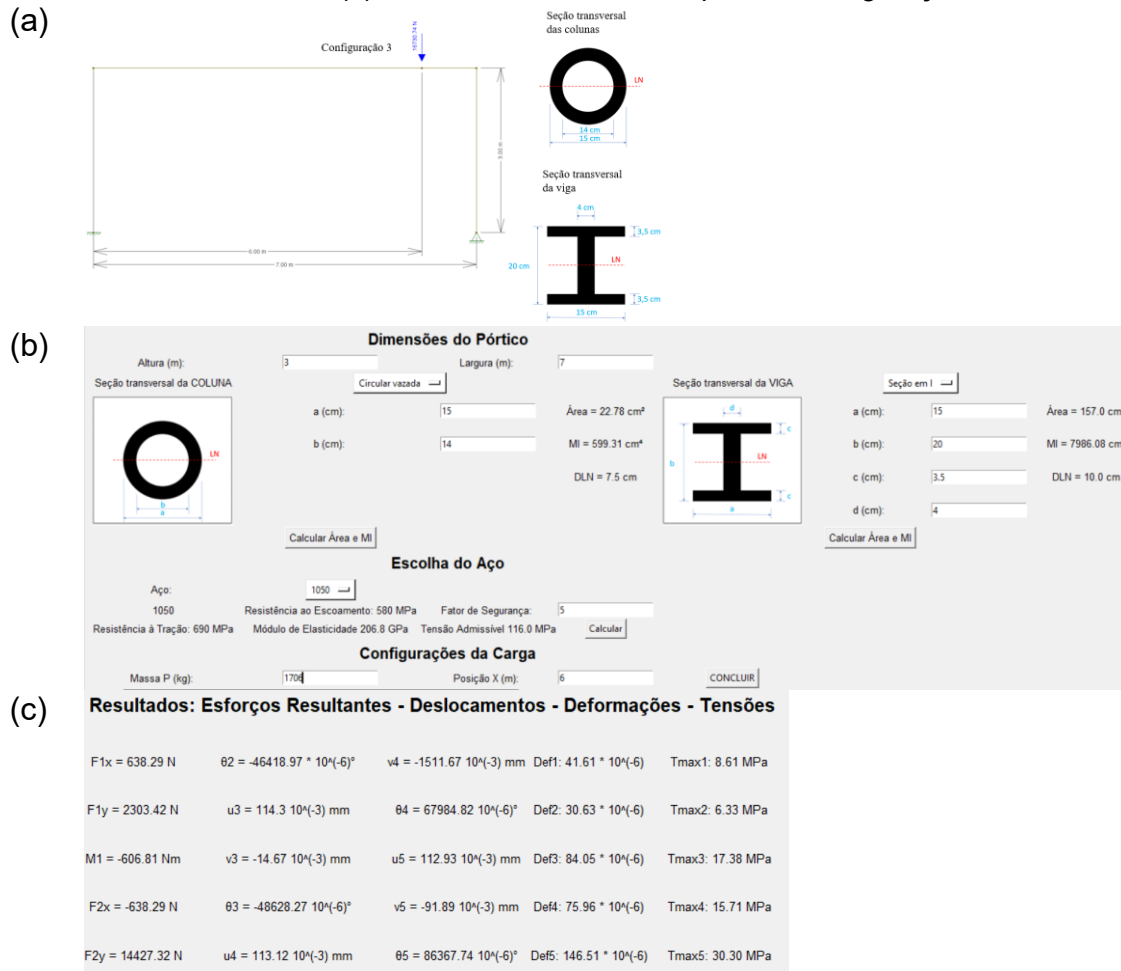 (a)
Configuração 3
16730.74 N
3.00 m
6.00 m
7.00 m
Seção transversal
das colunas
LN
14 cm
15 cm
Seção transversal
da viga
4 cm
3,5 cm
20 cm
LN
3,5 cm
15 cm
(b)
Dimensões do Pórtico
Altura (m): 3 Largura (m): 7
Seção transversal da COLUNA Circular vazada Seção transversal da VIGA Seção em I
a (cm): 15 Área = 22.78 cm² a (cm): 15 Área = 157.0 cm
b (cm): 14 MI = 599.31 cm⁴ b (cm): 20 MI = 7986.08 cm
DLN = 7.5 cm c (cm): 3.5 DLN = 10.0 cm
d (cm): 4
LN
b
a
d
c
b
LN
c
a
Calcular Área e MI Calcular Área e MI
Escolha do Aço
Aço: 1050
1050 Resistência ao Escoamento: 580 MPa Fator de Segurança: 5
Resistência à Tração: 690 MPa Módulo de Elasticidade 206.8 GPa Tensão Admissível 116.0 MPa Calcular
Configurações da Carga
Massa P (kg): 1706 Posição X (m): 6 CONCLUIR
(c)
Resultados: Esforços Resultantes - Deslocamentos - Deformações - Tensões
F1x = 638.29 N θ2 = -46418.97 * 10^(-6)° v4 = -1511.67 10^(-3) mm Def1: 41.61 * 10^(-6) Tmax1: 8.61 MPa
F1y = 2303.42 N u3 = 114.3 10^(-3) mm θ4 = 67984.82 10^(-6)° Def2: 30.63 * 10^(-6) Tmax2: 6.33 MPa
M1 = -606.81 Nm v3 = -14.67 10^(-3) mm u5 = 112.93 10^(-3) mm Def3: 84.05 * 10^(-6) Tmax3: 17.38 MPa
F2x = -638.29 N θ3 = -48628.27 10^(-6)° v5 = -91.89 10^(-3) mm Def4: 75.96 * 10^(-6) Tmax4: 15.71 MPa
F2y = 14427.32 N u4 = 113.12 10^(-3) mm θ5 = 86367.74 10^(-6)° Def5: 146.51 * 10^(-6) Tmax5: 30.30 MPa